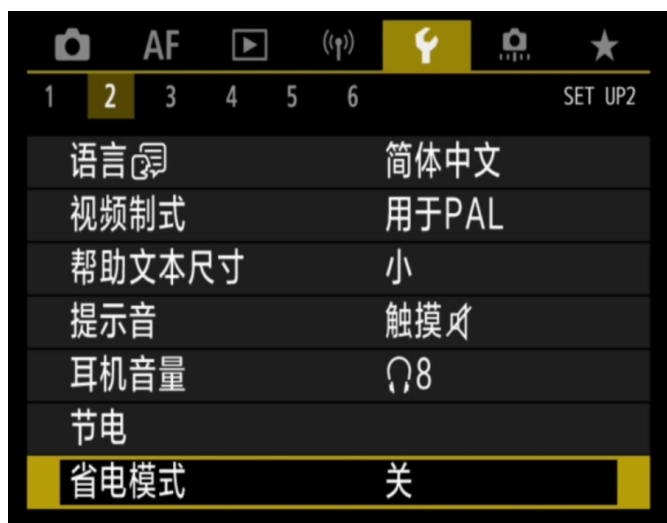 AF
1 2 3 4 5 6 SET UP2
语言 简体中文
视频制式 用于PAL
帮助文本尺寸 小
提示音 触摸
耳机音量 8
节电
省电模式 关